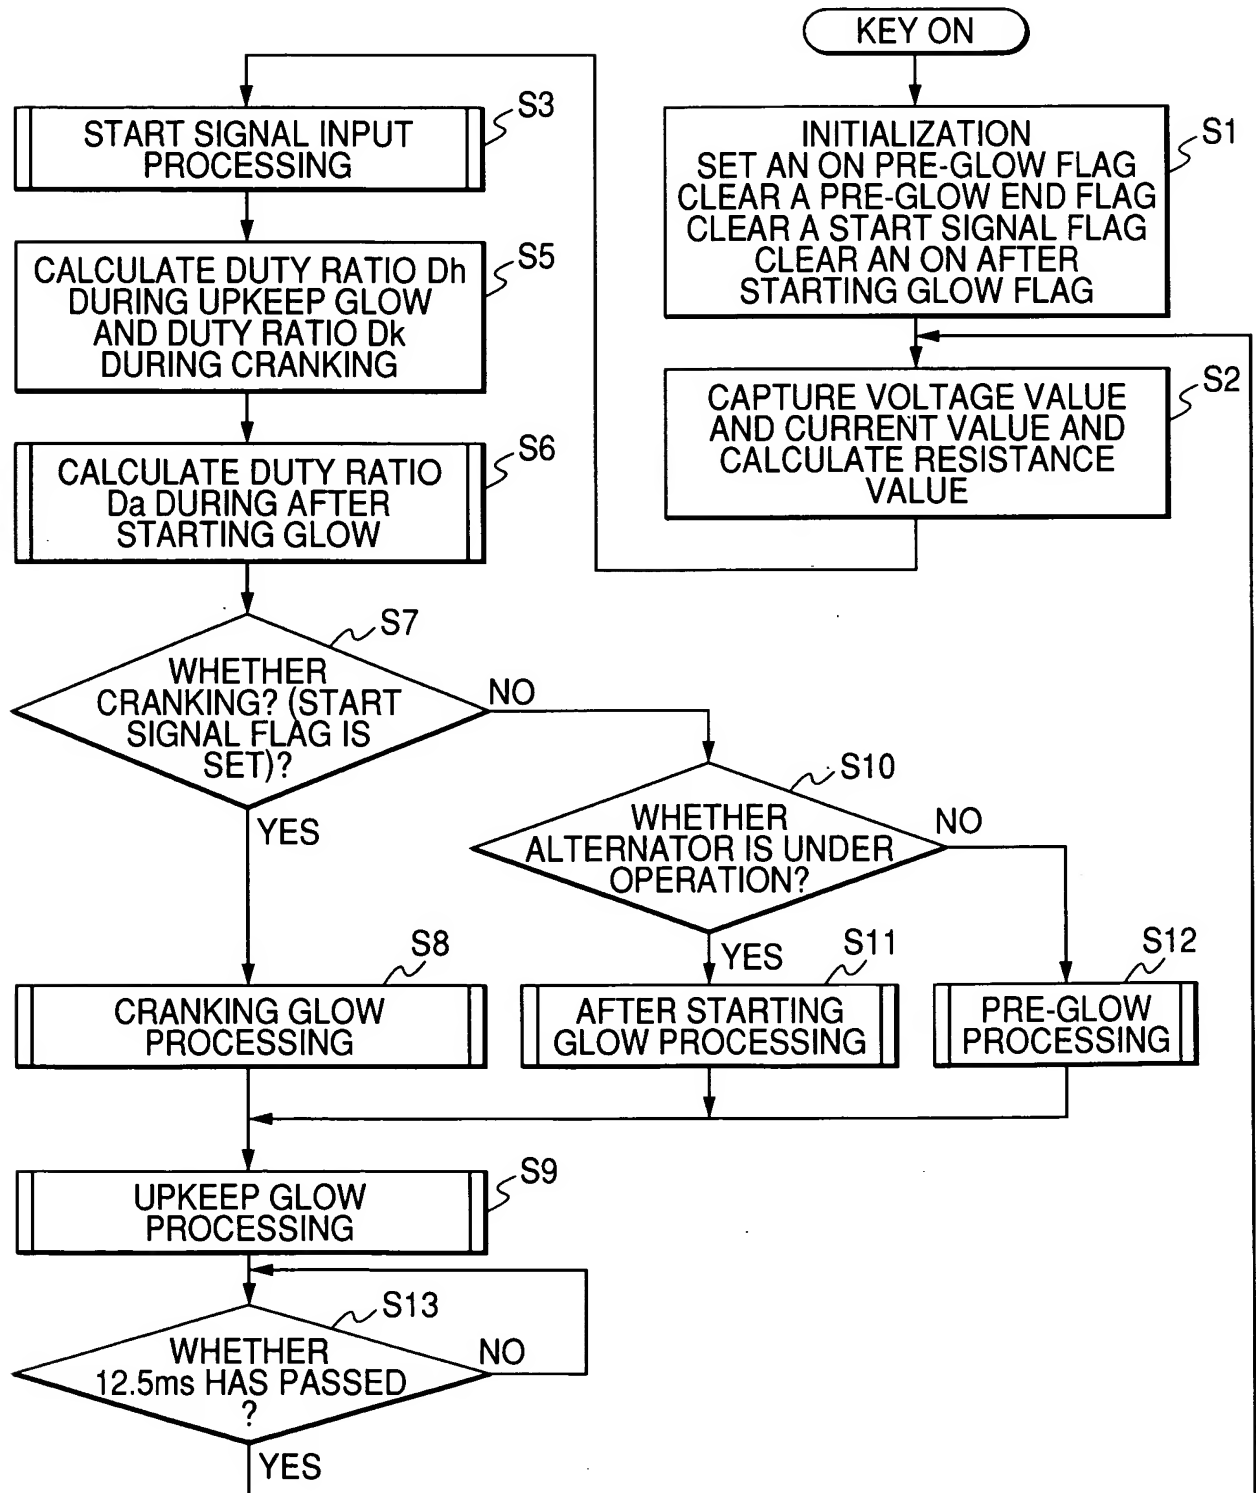 KEY ON
S1
INITIALIZATION
SET AN ON PRE-GLOW FLAG
CLEAR A PRE-GLOW END FLAG
CLEAR A START SIGNAL FLAG
CLEAR AN ON AFTER
STARTING GLOW FLAG
S2
CAPTURE VOLTAGE VALUE
AND CURRENT VALUE AND
CALCULATE RESISTANCE
VALUE
S3
START SIGNAL INPUT
PROCESSING
S5
CALCULATE DUTY RATIO Dh
DURING UPKEEP GLOW
AND DUTY RATIO Dk
DURING CRANKING
S6
CALCULATE DUTY RATIO
Da DURING AFTER
STARTING GLOW
S7
WHETHER
CRANKING? (START
SIGNAL FLAG IS
SET)?
NO
YES
S10
WHETHER
ALTERNATOR IS UNDER
OPERATION?
NO
YES
S8
CRANKING GLOW
PROCESSING
S11
AFTER STARTING
GLOW PROCESSING
S12
PRE-GLOW
PROCESSING
S9
UPKEEP GLOW
PROCESSING
S13
WHETHER
12.5ms HAS PASSED
?
NO
YES